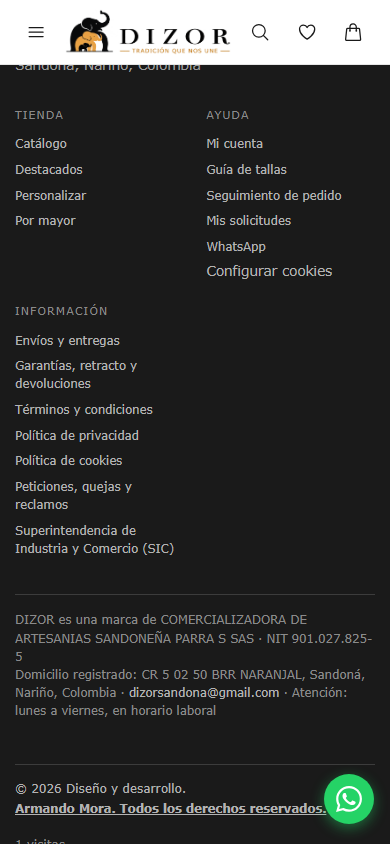 DIZOR
TRADICIÓN QUE NOS UNE
Sandoná, Nariño, Colombia
TIENDA
Catálogo
Destacados
Personalizar
Por mayor
AYUDA
Mi cuenta
Guía de tallas
Seguimiento de pedido
Mis solicitudes
WhatsApp
Configurar cookies
INFORMACIÓN
Envíos y entregas
Garantías, retracto y
devoluciones
Términos y condiciones
Política de privacidad
Política de cookies
Peticiones, quejas y
reclamos
Superintendencia de
Industria y Comercio (SIC)
DIZOR es una marca de COMERCIALIZADORA DE
ARTESANIAS SANDONEÑA PARRA S SAS · NIT 901.027.825-
5
Domicilio registrado: CR 5 02 50 BRR NARANJAL, Sandoná,
Nariño, Colombia · dizorsandona@gmail.com · Atención:
lunes a viernes, en horario laboral
© 2026 Diseño y desarrollo.
Armando Mora. Todos los derechos reservados.
1 visitas